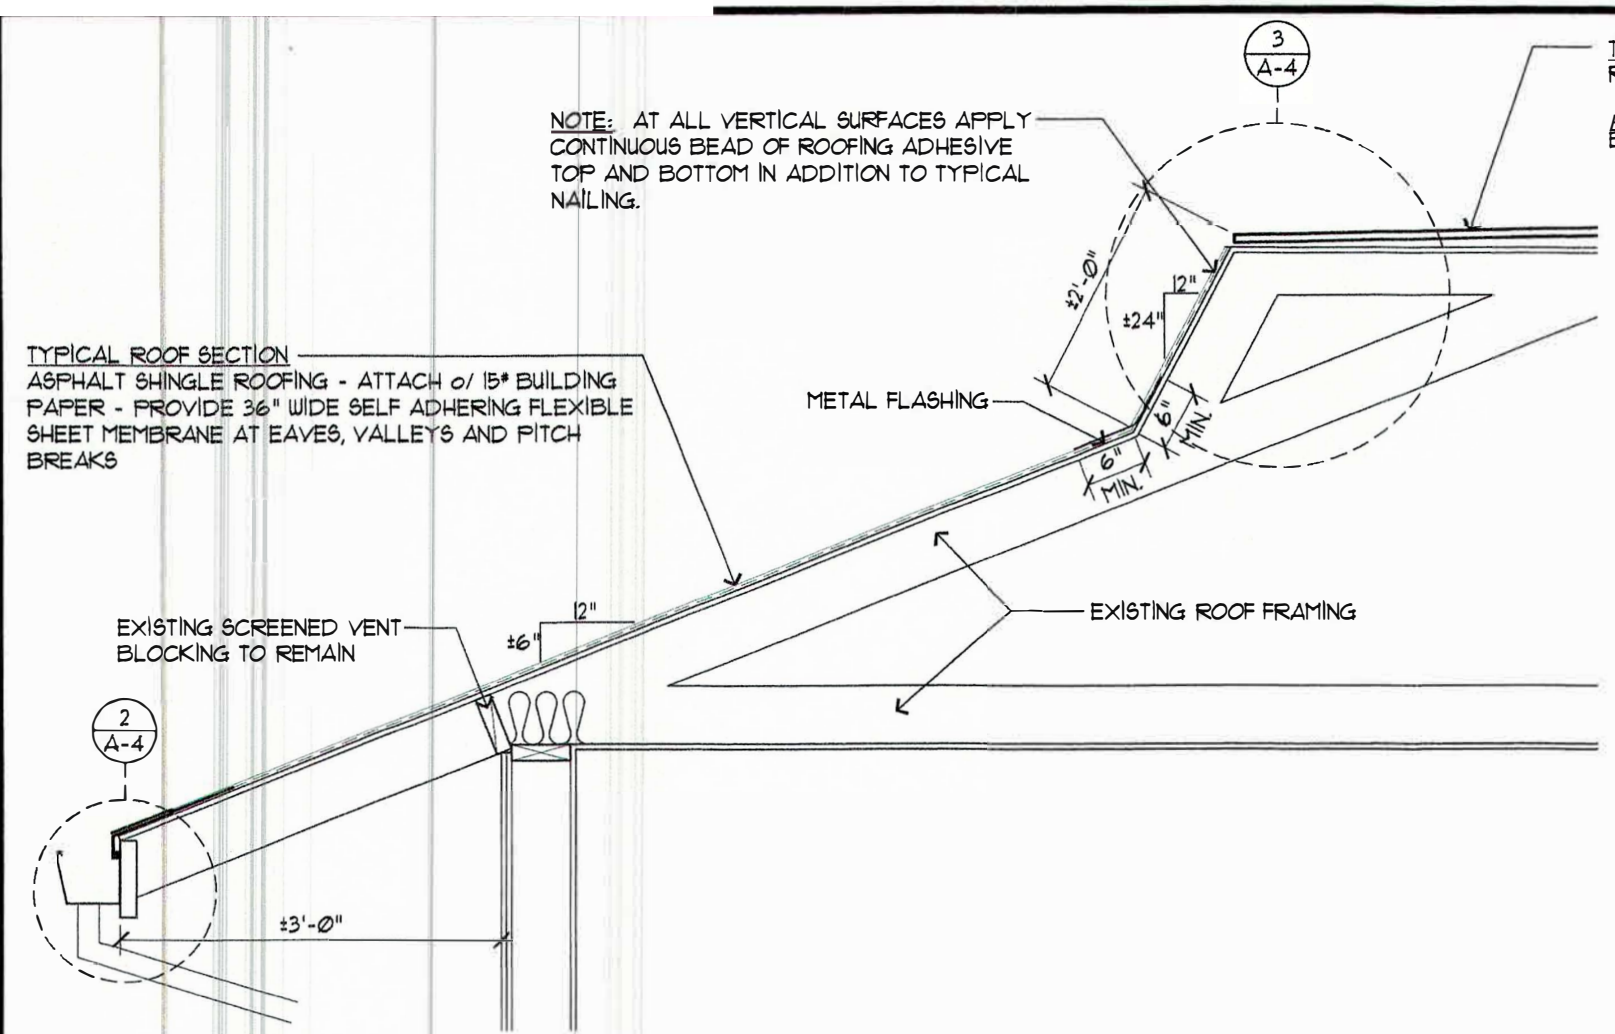 3
A-4
NOTE: AT ALL VERTICAL SURFACES APPLY
CONTINUOUS BEAD OF ROOFING ADHESIVE
TOP AND BOTTOM IN ADDITION TO TYPICAL
NAILING.
±2'-0"
12"
±24"
TYPICAL ROOF SECTION
ASPHALT SHINGLE ROOFING - ATTACH o/ 15# BUILDING
PAPER - PROVIDE 36" WIDE SELF ADHERING FLEXIBLE
SHEET MEMBRANE AT EAVES, VALLEYS AND PITCH
BREAKS
METAL FLASHING
6"
MIN.
6"
MIN.
12"
±6"
EXISTING SCREENED VENT
BLOCKING TO REMAIN
EXISTING ROOF FRAMING
2
A-4
±3'-0"